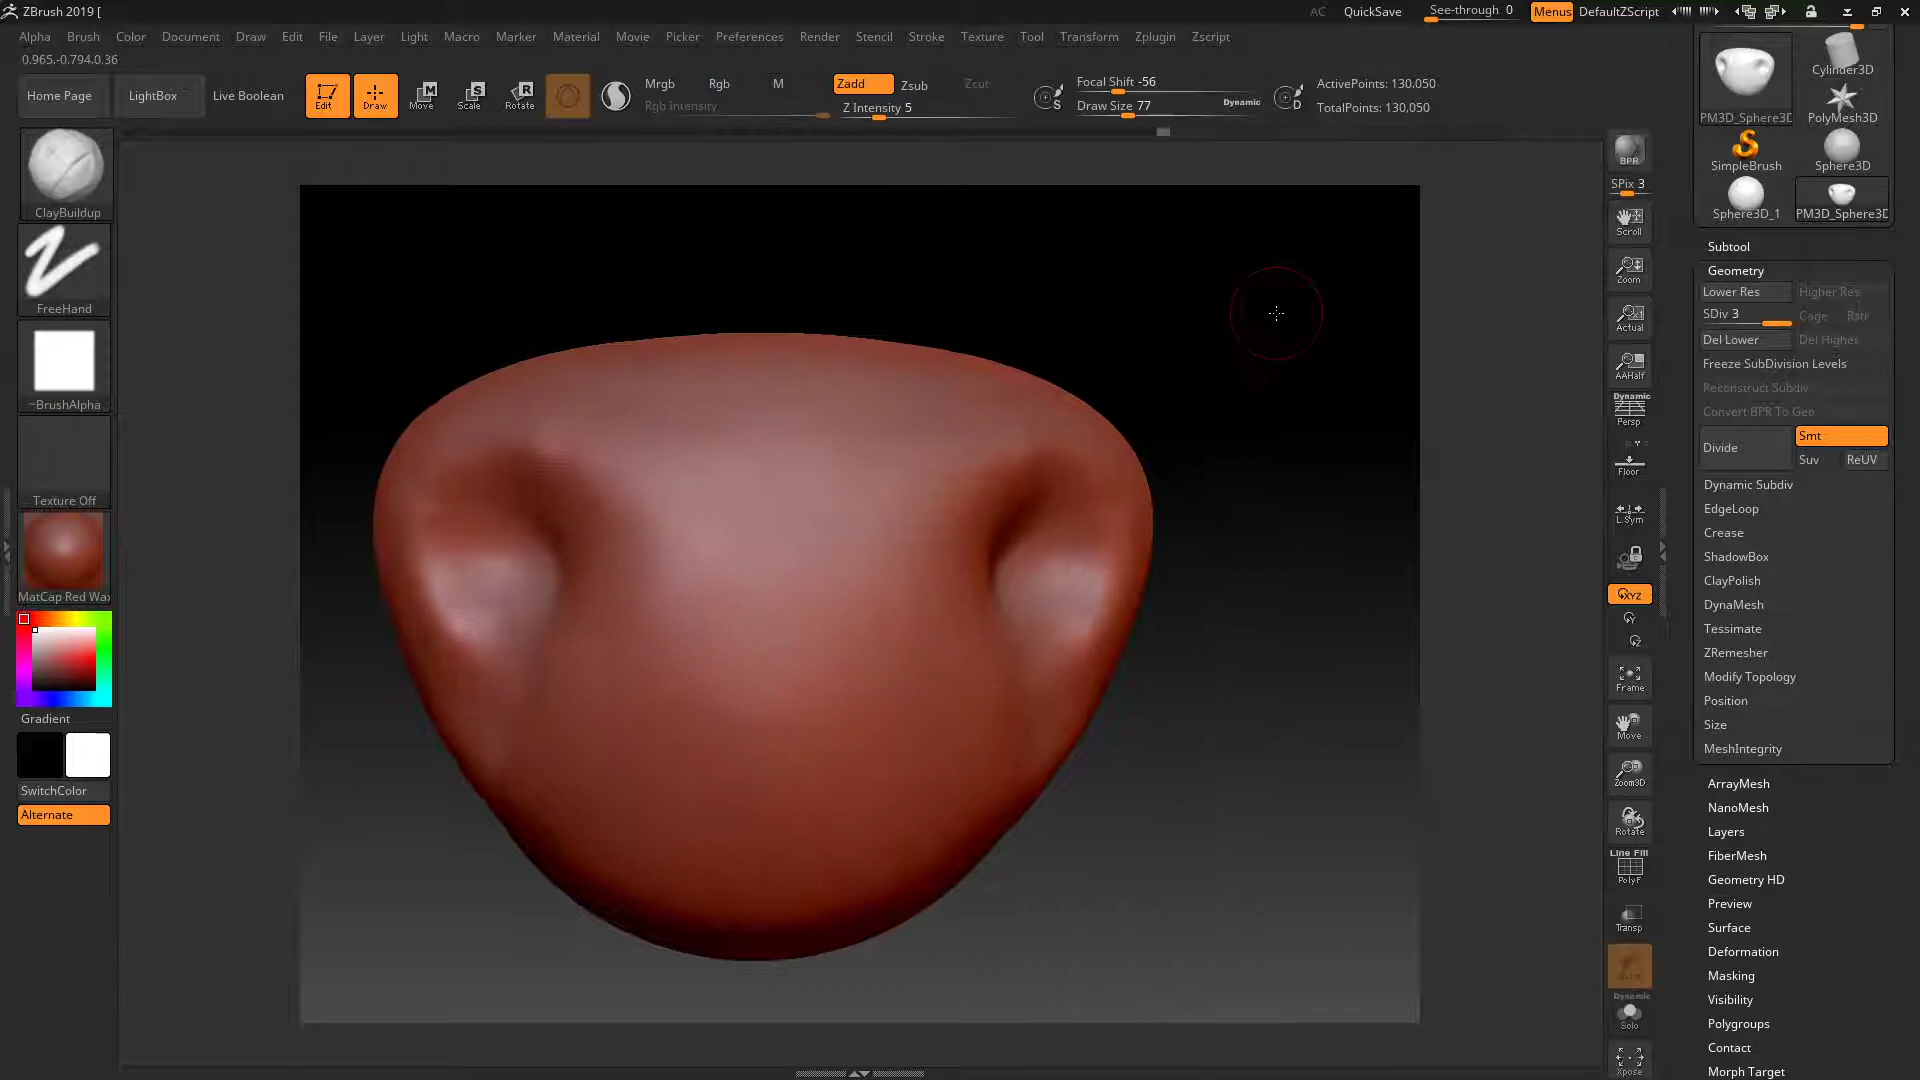 ZBrush 2019 [
AC QuickSave See-through 0 Menus DefaultZScript
Alpha Brush Color Document Draw Edit File Layer Light Macro Marker Material Movie Picker Preferences Render Stencil Stroke Texture Tool Transform Zplugin Zscript
0.965,-0.794,0.36
Home Page LightBox Live Boolean
Edit Draw Move Scale Rotate
Mrgb Rgb M
Rgb Intensity
Zadd Zsub Zcut
Z Intensity 5
S
Focal Shift -56
Draw Size 77 Dynamic
D
ActivePoints: 130,050
TotalPoints: 130,050
ClayBuildup
FreeHand
~BrushAlpha
Texture Off
MatCap Red Wax
Gradient
SwitchColor
Alternate
BPR
SPix 3
Scroll
Zoom
Actual
AAHalf
Dynamic
Persp
Floor
L.Sym
XYZ
Y
Z
Frame
Move
Zoom3D
Rotate
Line Fill
PolyF
Transp
Dynamic
Solo
Xpose
PM3D_Sphere3D
Cylinder3D
PolyMesh3D
SimpleBrush Sphere3D
Sphere3D_1 PM3D_Sphere3D
Subtool
Geometry
Lower Res Higher Res
SDiv 3 Cage Rstr
Del Lower Del Higher
Freeze SubDivision Levels
Reconstruct Subdiv
Convert BPR To Geo
Divide Smt
Suv ReUV
Dynamic Subdiv
EdgeLoop
Crease
ShadowBox
ClayPolish
DynaMesh
Tessimate
ZRemesher
Modify Topology
Position
Size
MeshIntegrity
ArrayMesh
NanoMesh
Layers
FiberMesh
Geometry HD
Preview
Surface
Deformation
Masking
Visibility
Polygroups
Contact
Morph Target